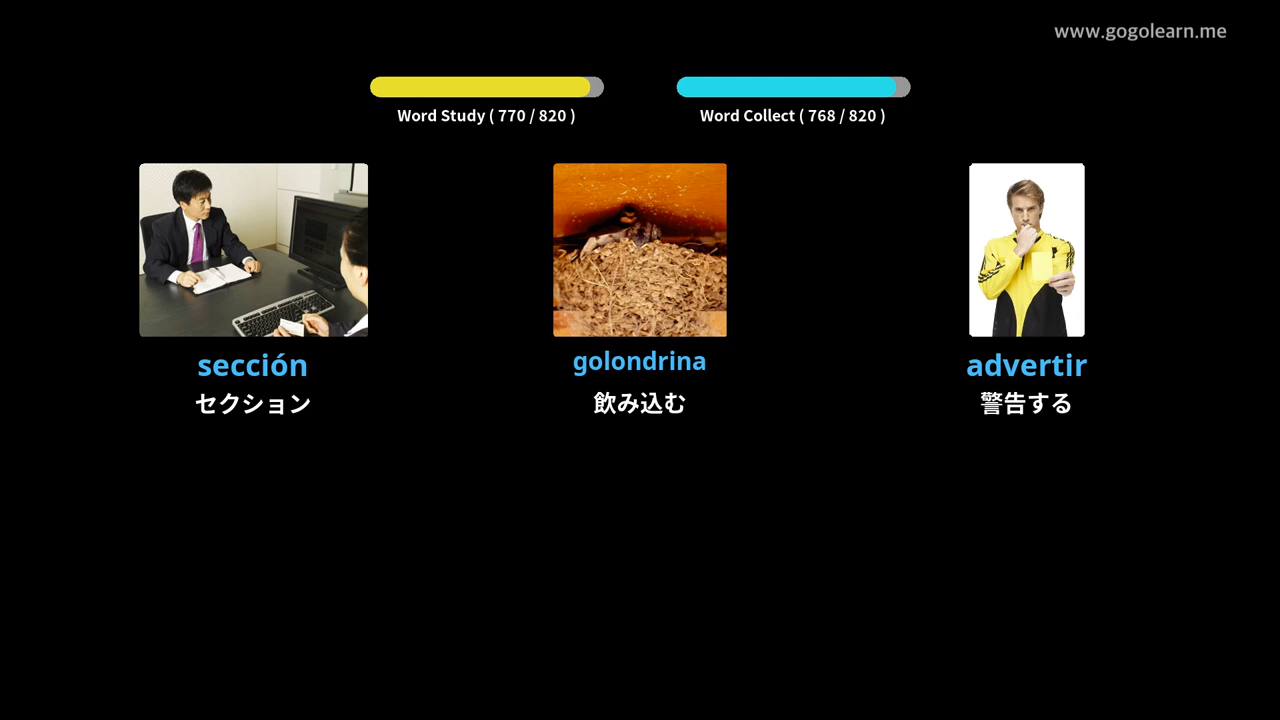 www.gogolearn.me
Word Study ( 770 / 820 )
Word Collect ( 768 / 820 )
sección
golondrina
advertir
セクション
飲み込む
警告する